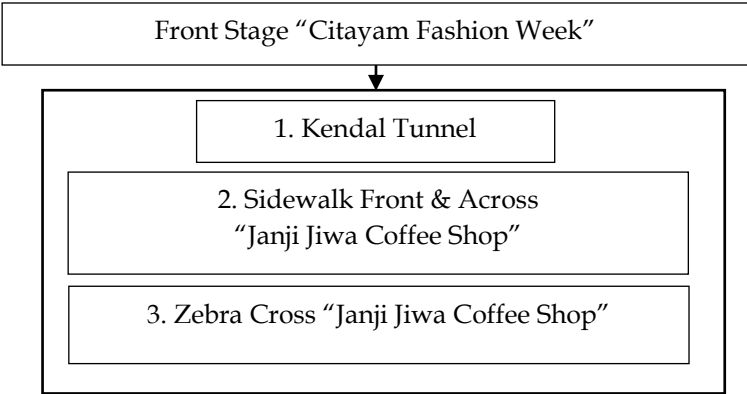 Front Stage “Citayam Fashion Week”
1. Kendal Tunnel
2. Sidewalk Front & Across
“Janji Jiwa Coffee Shop”
3. Zebra Cross “Janji Jiwa Coffee Shop”